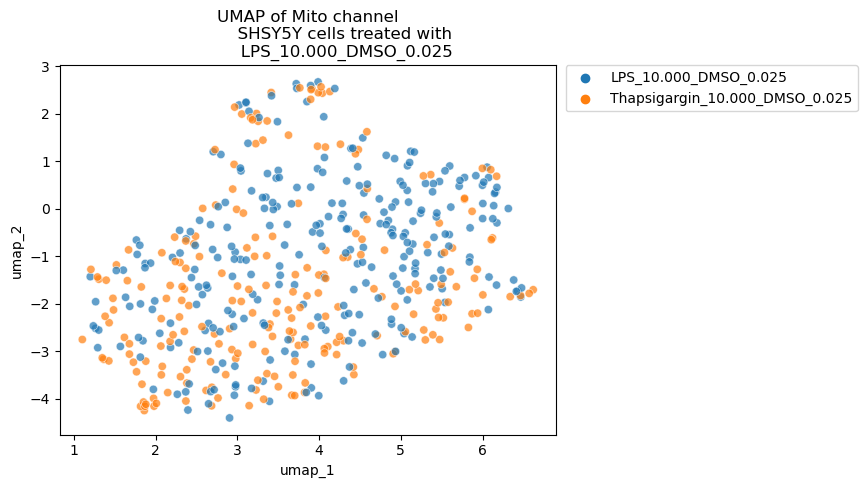 UMAP of Mito channel
SHSY5Y cells treated with
LPS_10.000_DMSO_0.025
LPS_10.000_DMSO_0.025
Thapsigargin_10.000_DMSO_0.025
3
2
1
0
−1
−2
−3
−4
umap_2
1 2 3 4 5 6
umap_1